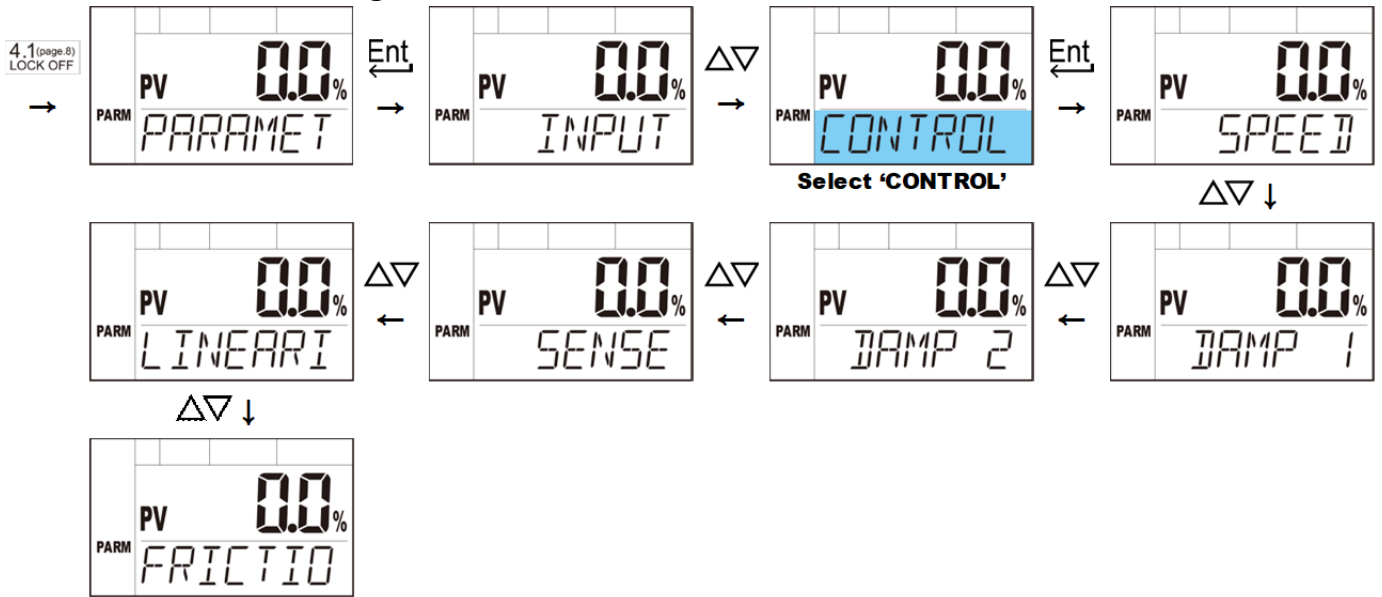 4.1(page.8)
LOCK OFF
PV 0.0%
PARM
PARAMET
Ent
PV 0.0%
PARM
INPUT
PV 0.0%
PARM
CONTROL
Select ‘CONTROL’
Ent
PV 0.0%
PARM
SPEED
PV 0.0%
PARM
DAMP 1
PV 0.0%
PARM
DAMP 2
PV 0.0%
PARM
SENSE
PV 0.0%
PARM
LINEARI
PV 0.0%
PARM
FRICTIO